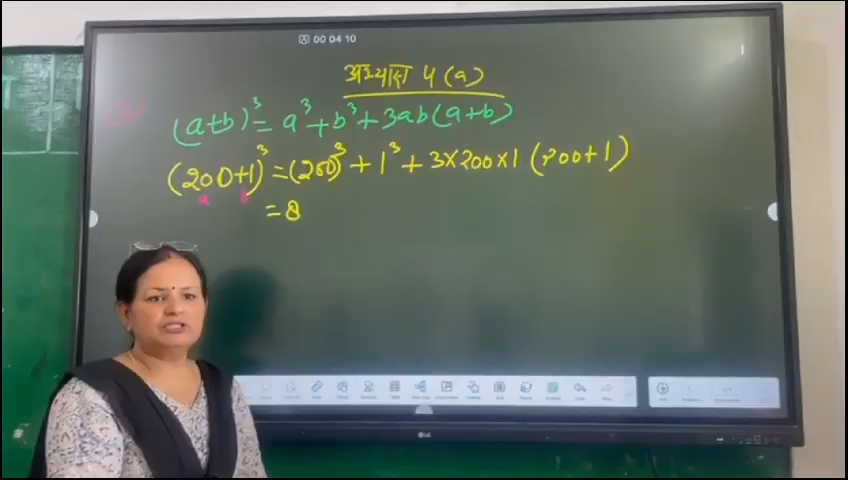 00 04 10
अभ्यास 5 (a)
(a+b)³ = a³ + b³ + 3ab(a+b)
(200+1)³ = (200)³ + 1³ + 3×200×1 (200+1)
a b
= 8
LG